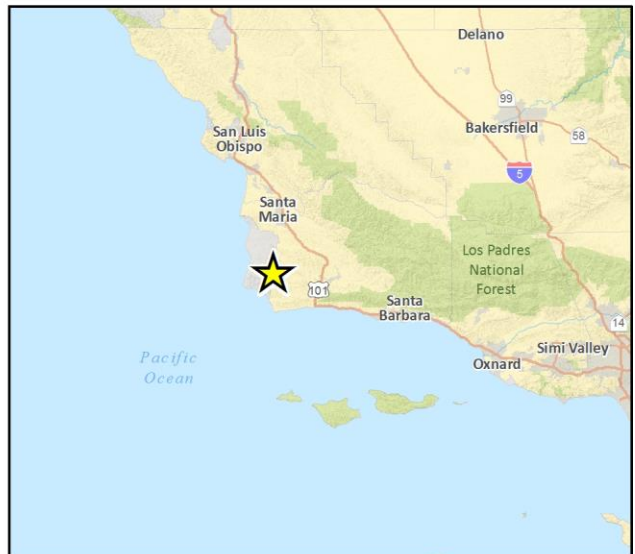 Delano
99
Bakersfield
58
San Luis
Obispo
5
Santa
Maria
Los Padres
National
Forest
101
Santa
Barbara
14
Simi Valley
Oxnard
Pacific
Ocean